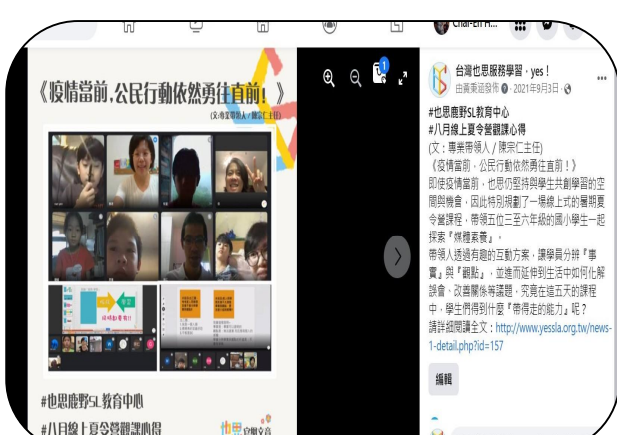 Chai-En H...
《疫情當前,公民行動依然勇往直前！》
(文/專業帶領人/陳宗仁主任)
#也思鹿野SL教育中心
#八月線上夏令營觀課心得
也思 官網文章
1
台灣也思服務學習．yes！
2021年9月3日
#也思鹿野SL教育中心
#八月線上夏令營觀課心得
(文：專業帶領人／陳宗仁主任)
《疫情當前．公民行動依然勇往直前！》
即使疫情當前．也思仍堅持與學生共創學習的空
間與機會．因此特別規劃了一場線上式的暑期夏
令營課程．帶領五位三至六年級的國小學生一起
探索『媒體素養』．
帶領人透過有趣的互動方案．讓學員分辨『事
實』與『觀點』．並進而延伸到生活中如何化解
誤會、改善關係等議題．究竟在這五天的課程
中．學生們得到什麼『帶得走的能力』呢？
請詳細閱讀全文：http://www.yessla.org.tw/news-
1-detail.php?id=157
編輯